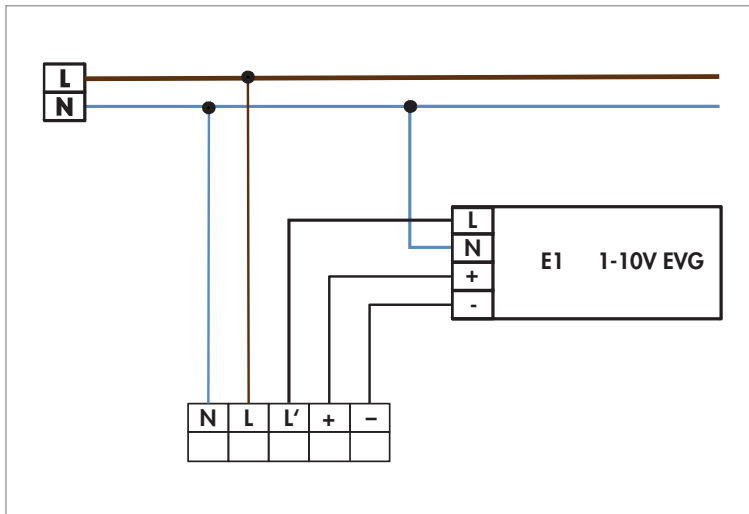 L
N
L
N
+
-
E1 1-10V EVG
N L L‘ + –